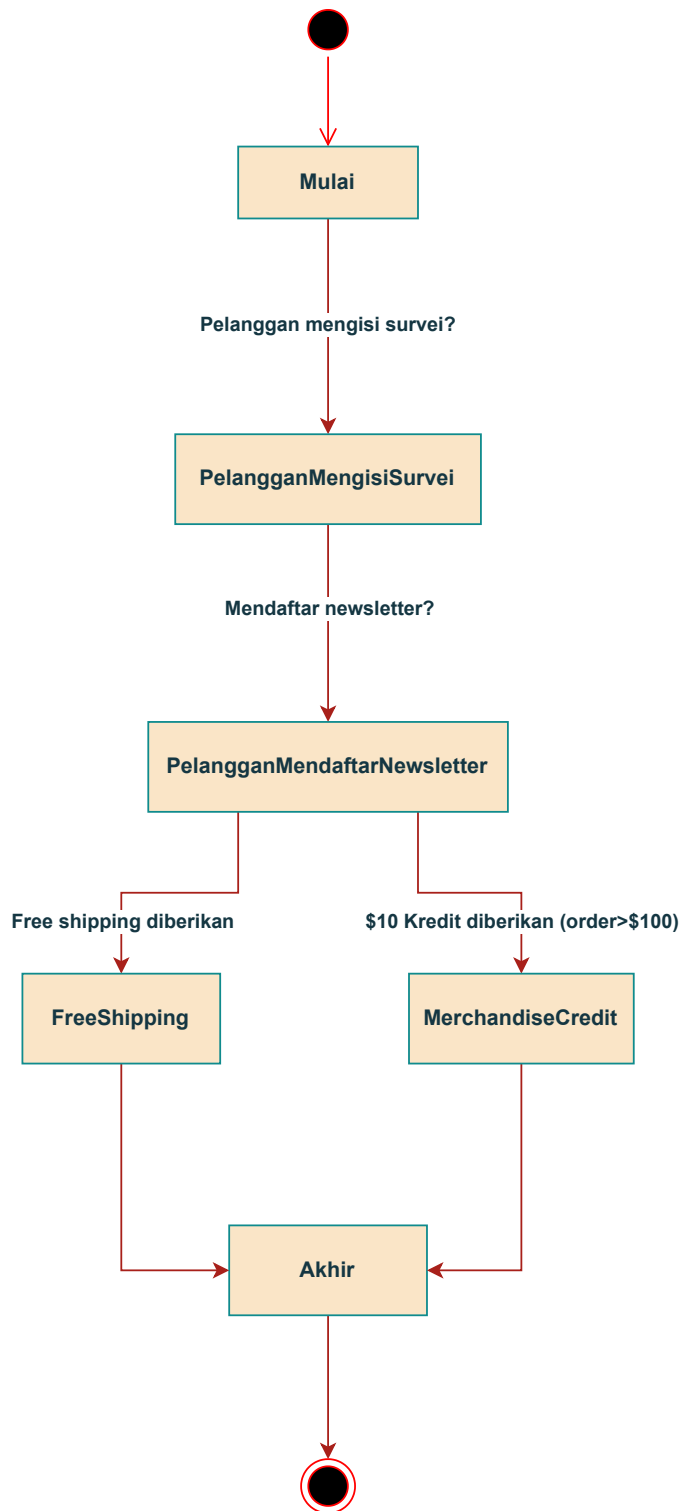 Mulai
Pelanggan mengisi survei?
PelangganMengisiSurvei
Mendaftar newsletter?
PelangganMendaftarNewsletter
Free shipping diberikan
$10 Kredit diberikan (order>$100)
FreeShipping
MerchandiseCredit
Akhir